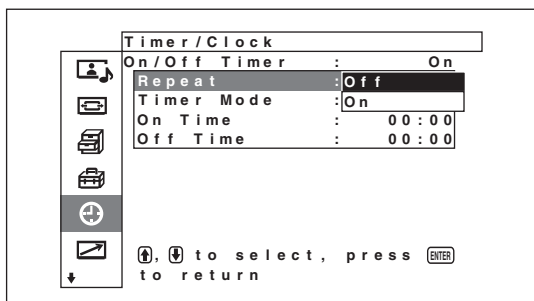 Timer/Clock
On/Off Timer : On
Repeat : Off
Timer Mode : On
On Time : 00:00
Off Time : 00:00
, to select, press ENTER
to return